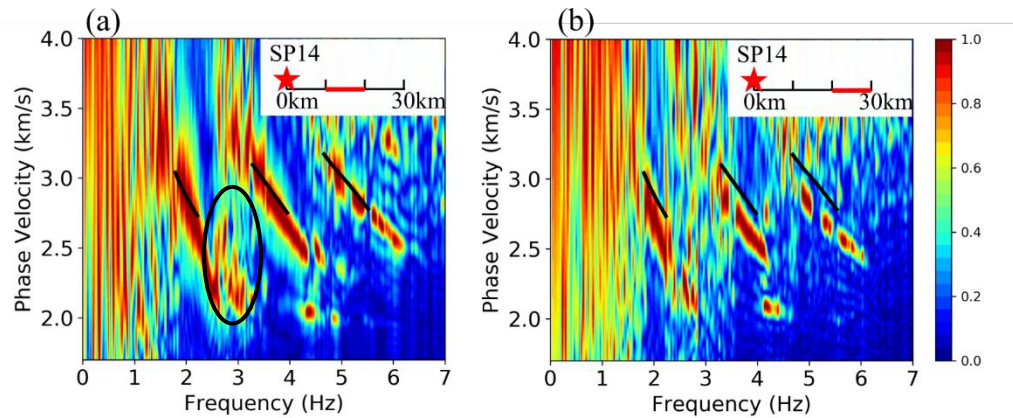 (a)
(b)
4.0
3.5
3.0
2.5
2.0
Phase Velocity (km/s)
SP14
0km 30km
0 1 2 3 4 5 6 7
Frequency (Hz)
4.0
3.5
3.0
2.5
2.0
Phase Velocity (km/s)
SP14
0km 30km
0 1 2 3 4 5 6 7
Frequency (Hz)
1.0
0.8
0.6
0.4
0.2
0.0